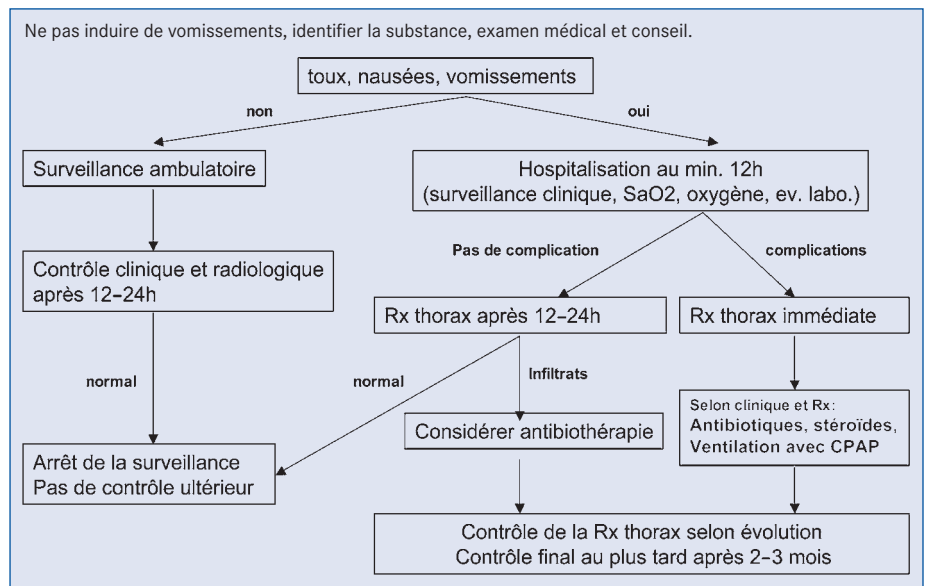 Ne pas induire de vomissements, identifier la substance, examen médical et conseil.
toux, nausées, vomissements
non
oui
Surveillance ambulatoire
Hospitalisation au min. 12h
(surveillance clinique, SaO2, oxygène, ev. labo.)
Pas de complication
complications
Contrôle clinique et radiologique
après 12–24h
Rx thorax après 12–24h
Rx thorax immédiate
normal
normal
Infiltrats
Selon clinique et Rx:
Antibiotiques, stéroïdes,
Ventilation avec CPAP
Considérer antibiothérapie
Arrêt de la surveillance
Pas de contrôle ultérieur
Contrôle de la Rx thorax selon évolution
Contrôle final au plus tard après 2–3 mois